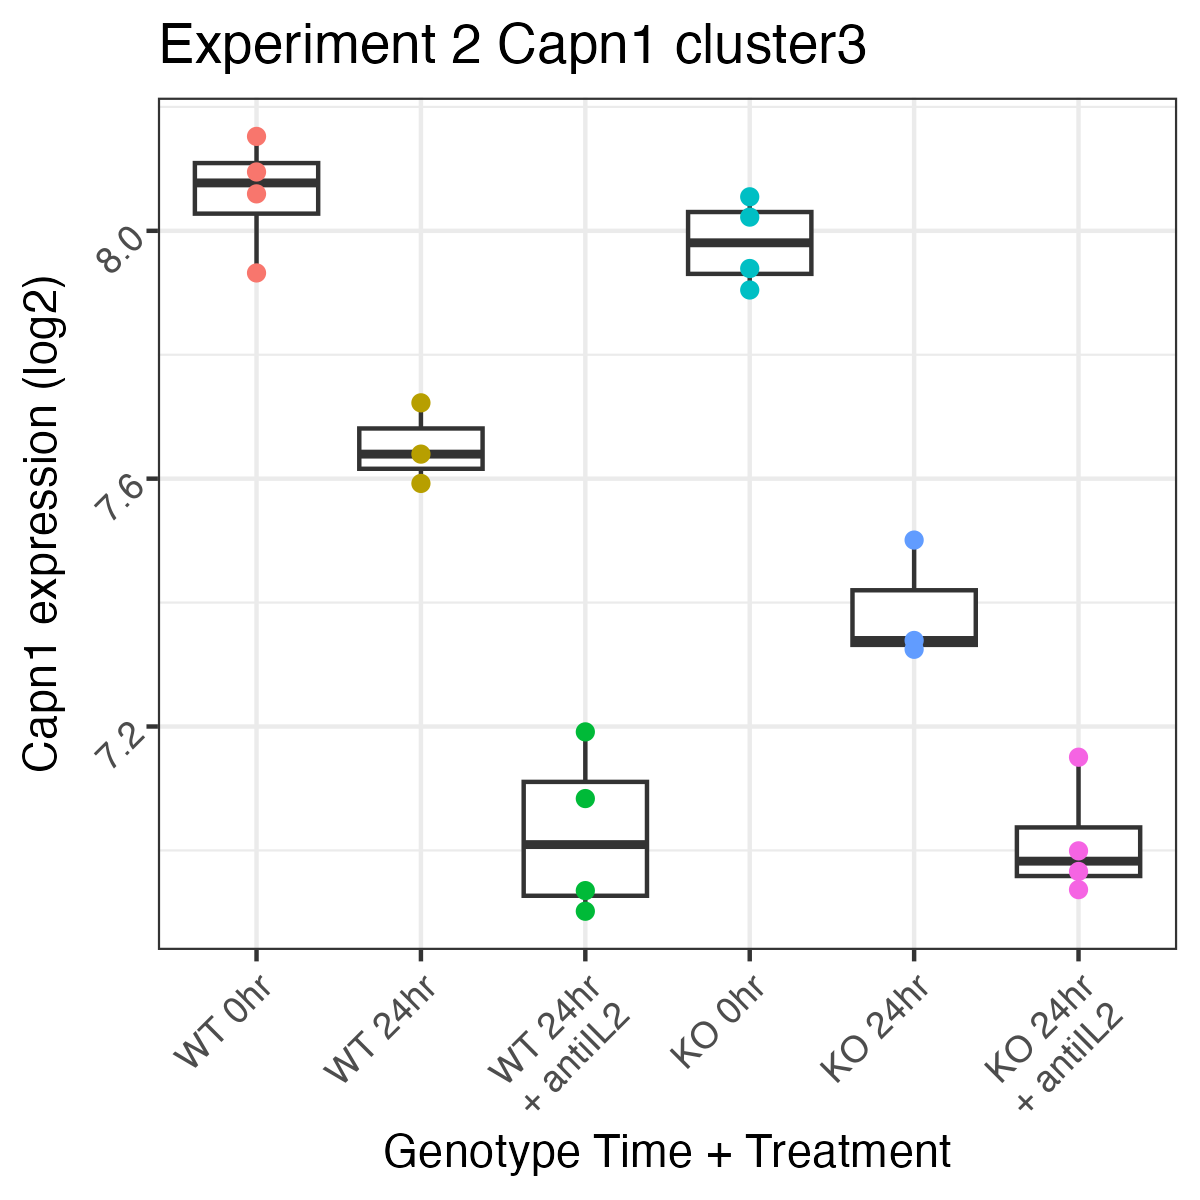 Experiment 2 Capn1 cluster3
Capn1 expression (log2)
8.0
7.6
7.2
WT 0hr
WT 24hr
WT 24hr
+ antiIL2
KO 0hr
KO 24hr
KO 24hr
+ antiIL2
Genotype Time + Treatment